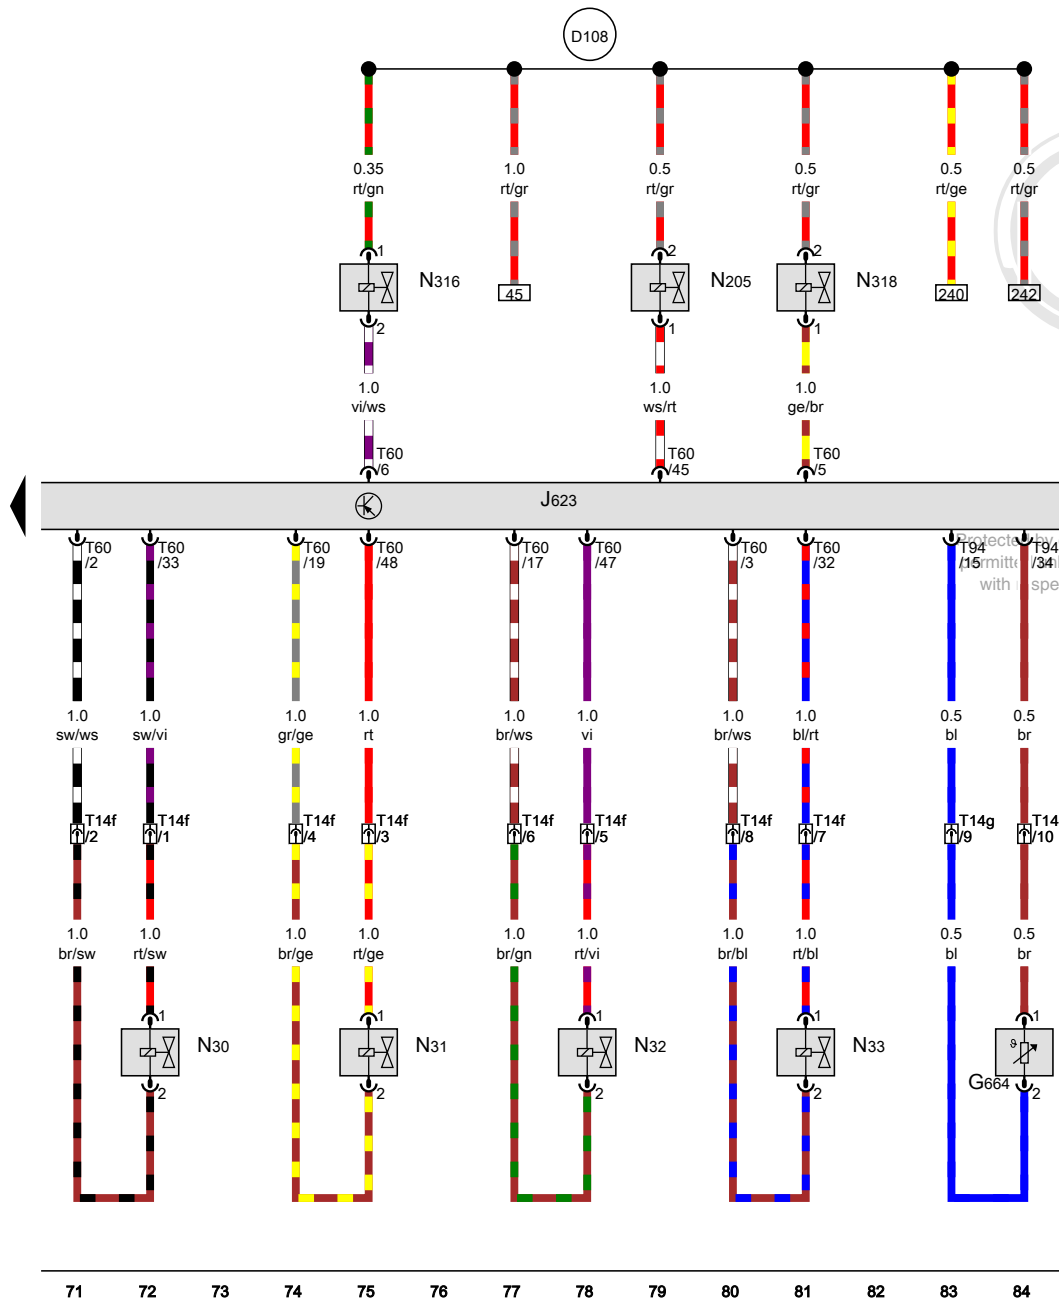 D108
0.35 1.0 0.5 0.5 0.5 0.5
rt/gn rt/gr rt/gr rt/gr rt/ge rt/gr
1 2 2
N316 N205 N318
45 240 242
2 1 1
1.0 1.0 1.0
vi/ws ws/rt ge/br
T60 T60 T60
/6 /45 /5
J623
T60 T60 T60 T60 T60 T60 T60 T60 T94 T94
/2 /33 /19 /48 /17 /47 /3 /32 /15 /34
Protected by
with spe
1.0 1.0 1.0 1.0 1.0 1.0 1.0 1.0 0.5 0.5
sw/ws sw/vi gr/ge rt br/ws vi br/ws bl/rt bl br
T14f T14f T14f T14f T14f T14f T14f T14f T14g T14
/2 /1 /4 /3 /6 /5 /8 /7 /9 /10
1.0 1.0 1.0 1.0 1.0 1.0 1.0 1.0 0.5 0.5
br/sw rt/sw br/ge rt/ge br/gn rt/vi br/bl rt/bl bl br
1 1 1 1 1
N30 N31 N32 N33
G664
2 2 2 2 2
71 72 73 74 75 76 77 78 79 80 81 82 83 84